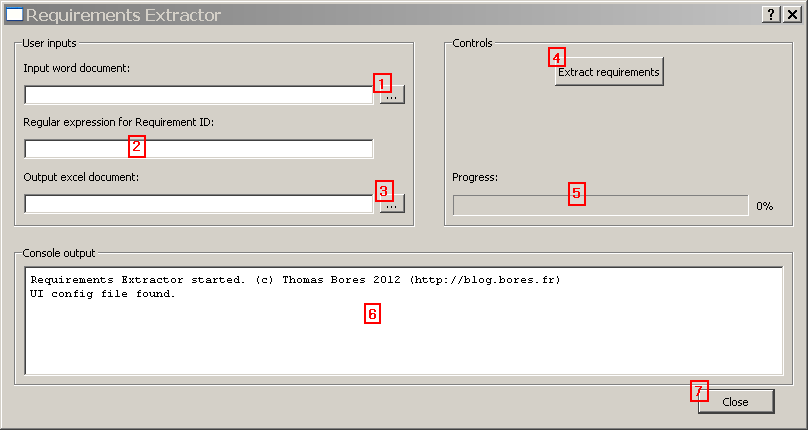 Requirements Extractor
User inputs
Input word document:
1
...
Regular expression for Requirement ID:
2
Output excel document:
3
...
Controls
4
Extract requirements
Progress:
5
0%
Console output
Requirements Extractor started. (c) Thomas Bores 2012 (http://blog.bores.fr)
UI config file found.
6
7
Close